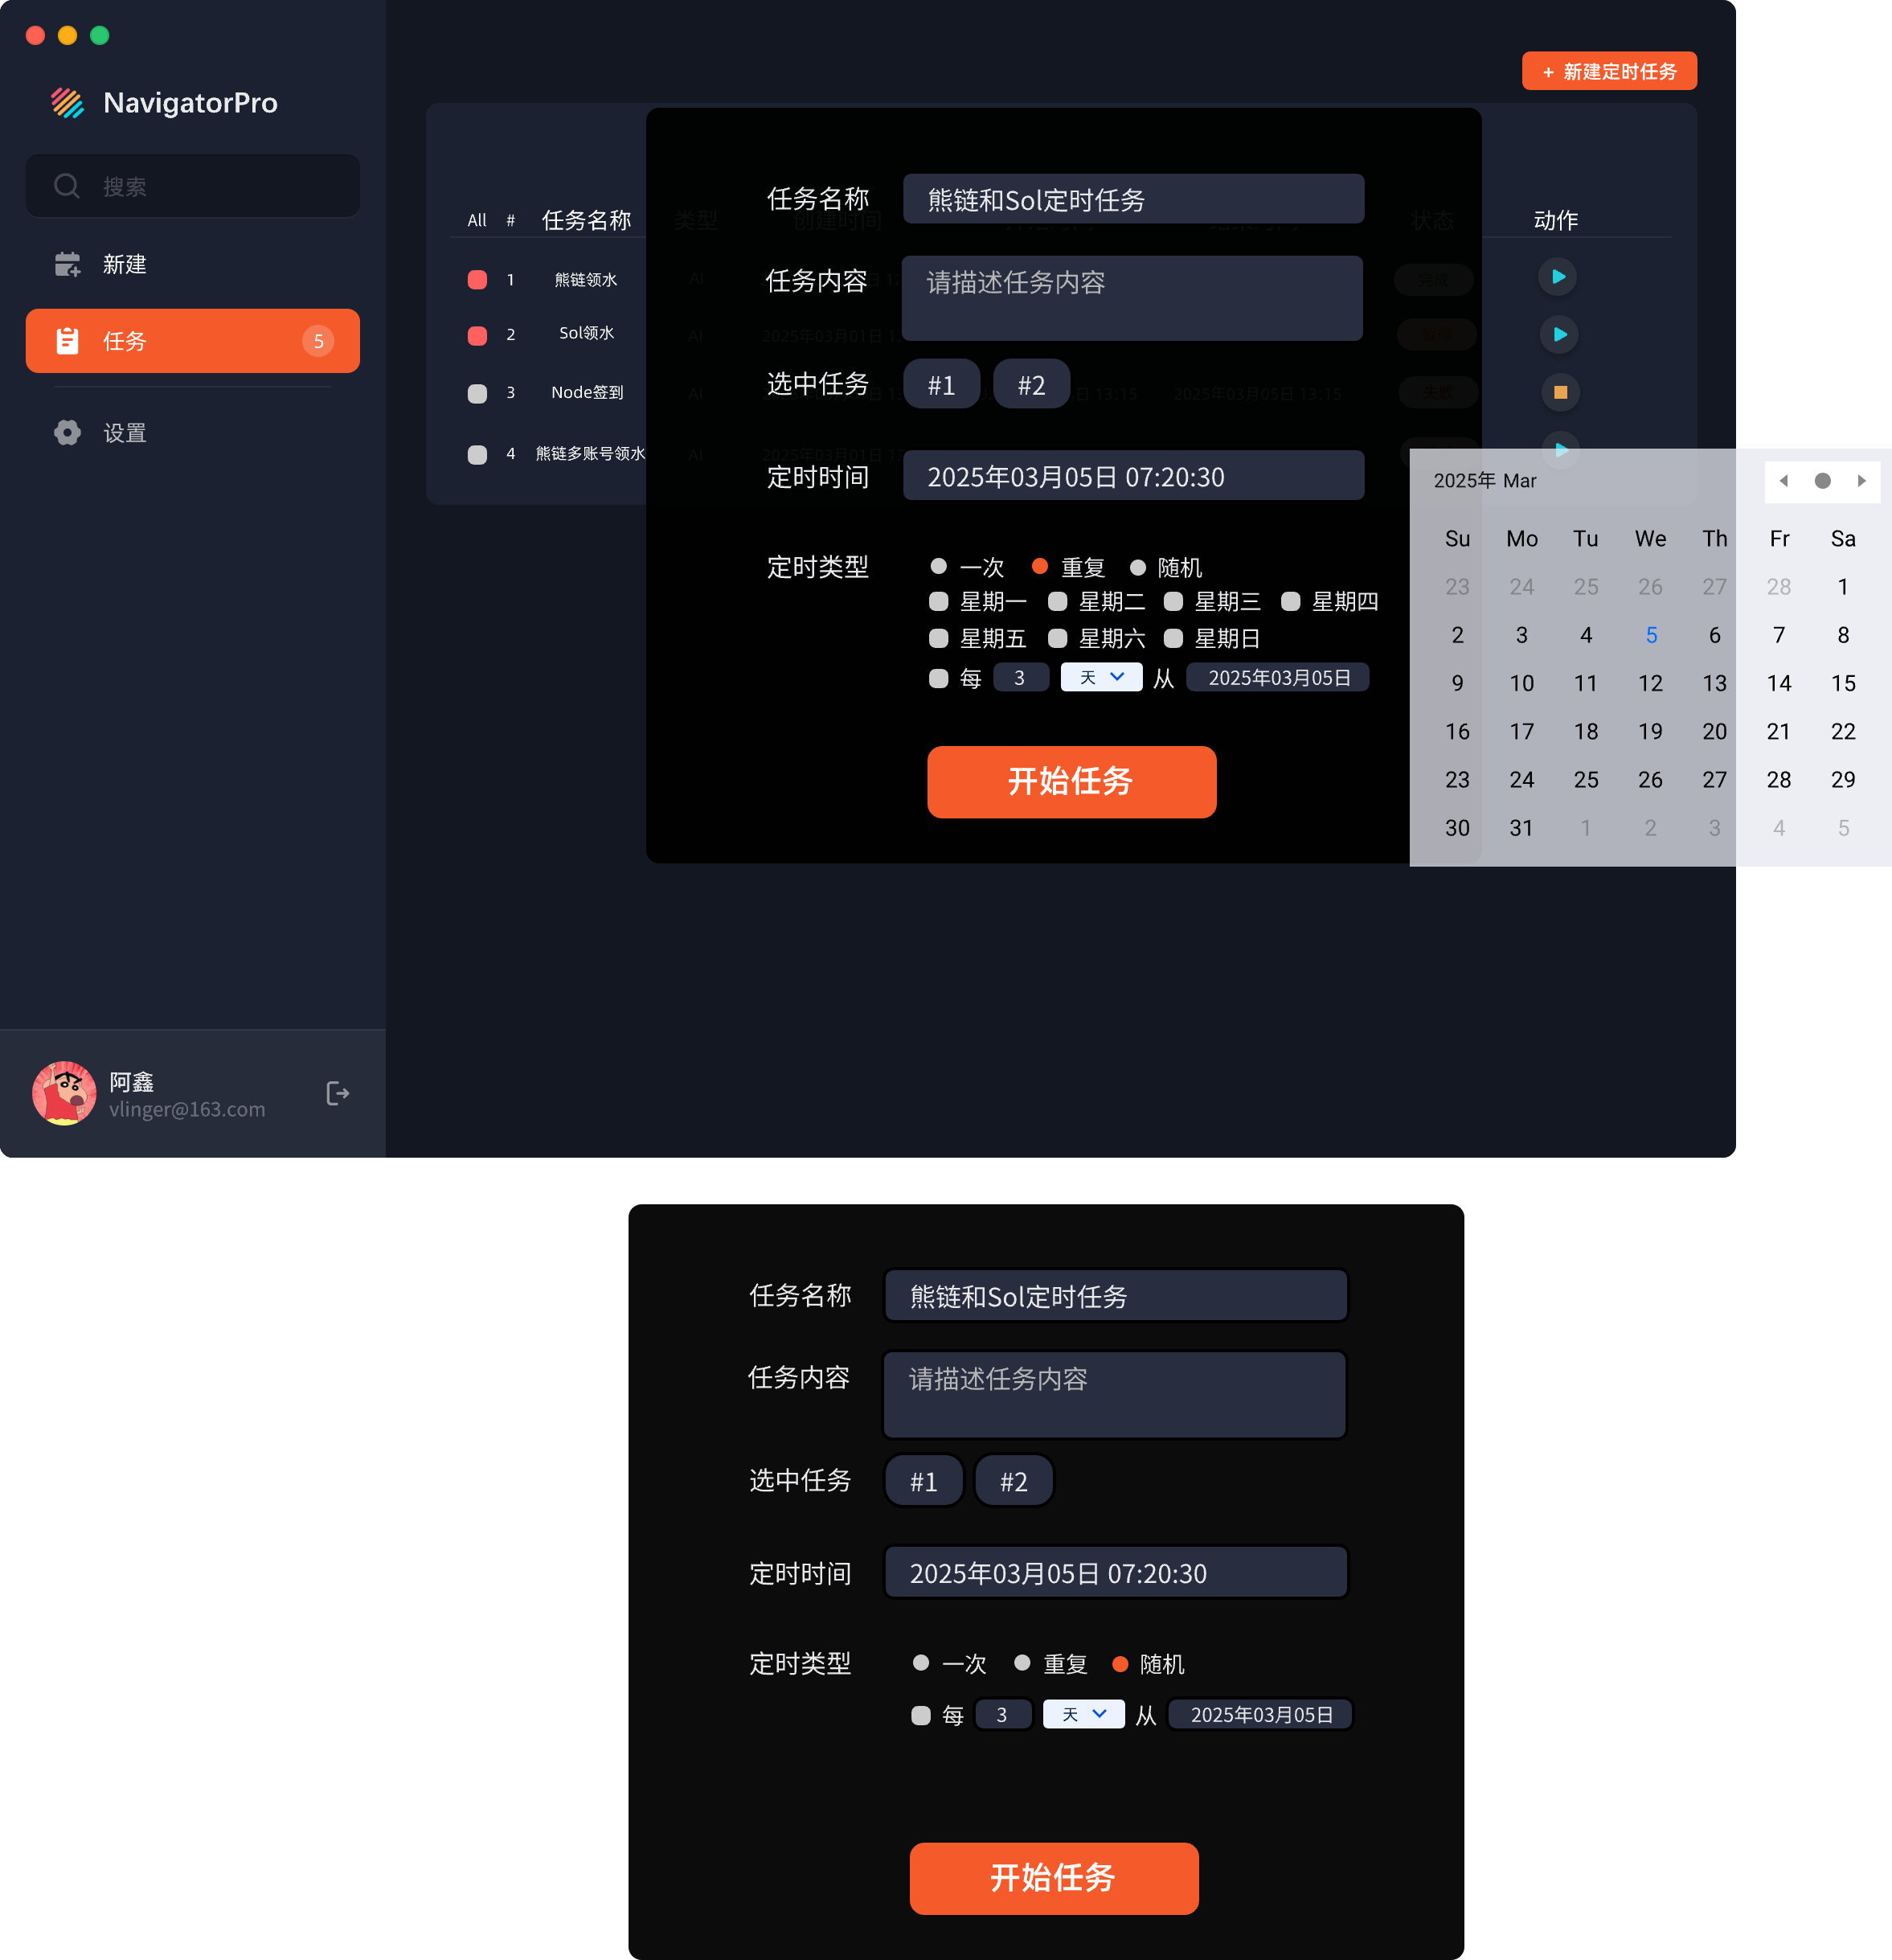 NavigatorPro
搜索
新建
任务
5
设置
阿鑫
vlinger@163.com
+ 新建定时任务
All # 任务名称 类型 创建时间 状态 动作
1 熊链领水 AI 完成
2 Sol领水 AI 2025年03月01日 1
3 Node签到 AI 日 13:15 2025年03月05日 13:15 失败
4 熊链多账号领水 AI 2025年03月01日 1
任务名称 熊链和Sol定时任务
任务内容 请描述任务内容
选中任务 #1 #2
定时时间 2025年03月05日 07:20:30
定时类型 一次 重复 随机
星期一 星期二 星期三 星期四
星期五 星期六 星期日
每 3 天 从 2025年03月05日
开始任务
2025年 Mar
Su Mo Tu We Th Fr Sa
23 24 25 26 27 28 1
2 3 4 5 6 7 8
9 10 11 12 13 14 15
16 17 18 19 20 21 22
23 24 25 26 27 28 29
30 31 1 2 3 4 5
任务名称 熊链和Sol定时任务
任务内容 请描述任务内容
选中任务 #1 #2
定时时间 2025年03月05日 07:20:30
定时类型 一次 重复 随机
每 3 天 从 2025年03月05日
开始任务